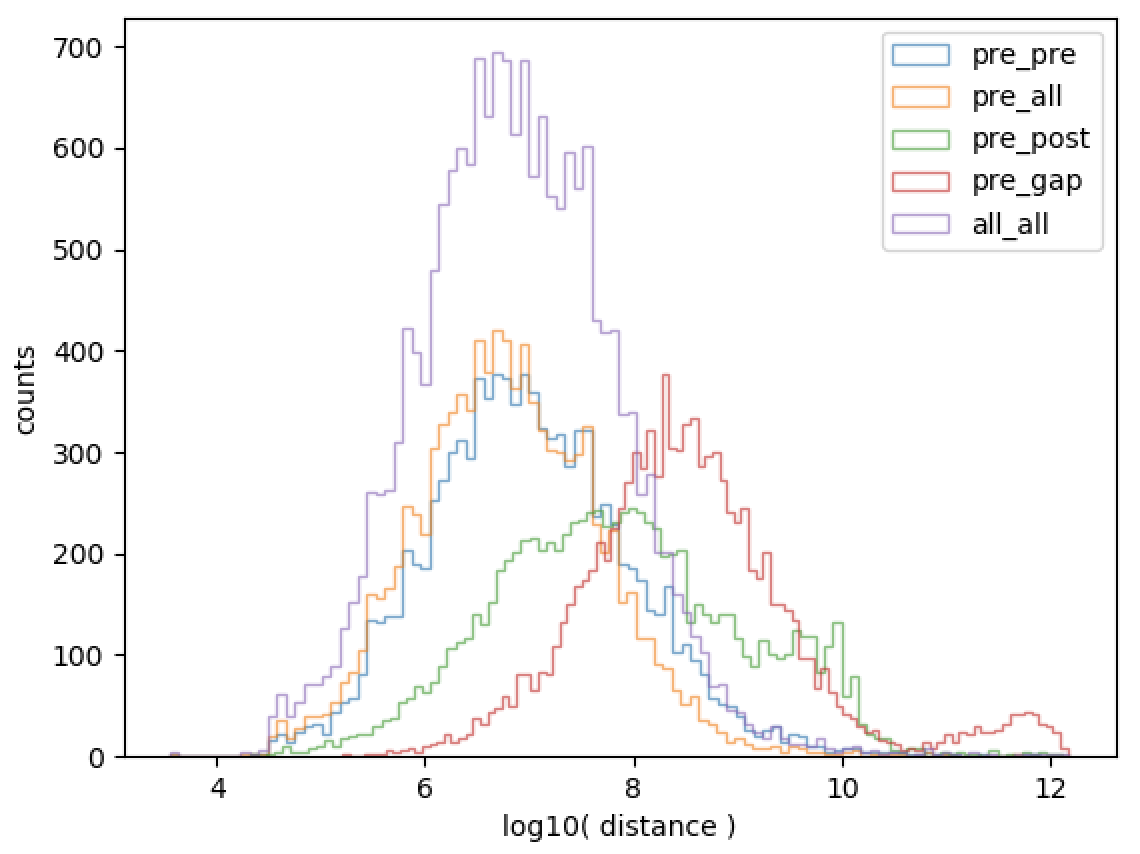 700
600
500
400
300
200
100
0
counts
4 6 8 10 12
log10( distance )
pre_pre
pre_all
pre_post
pre_gap
all_all